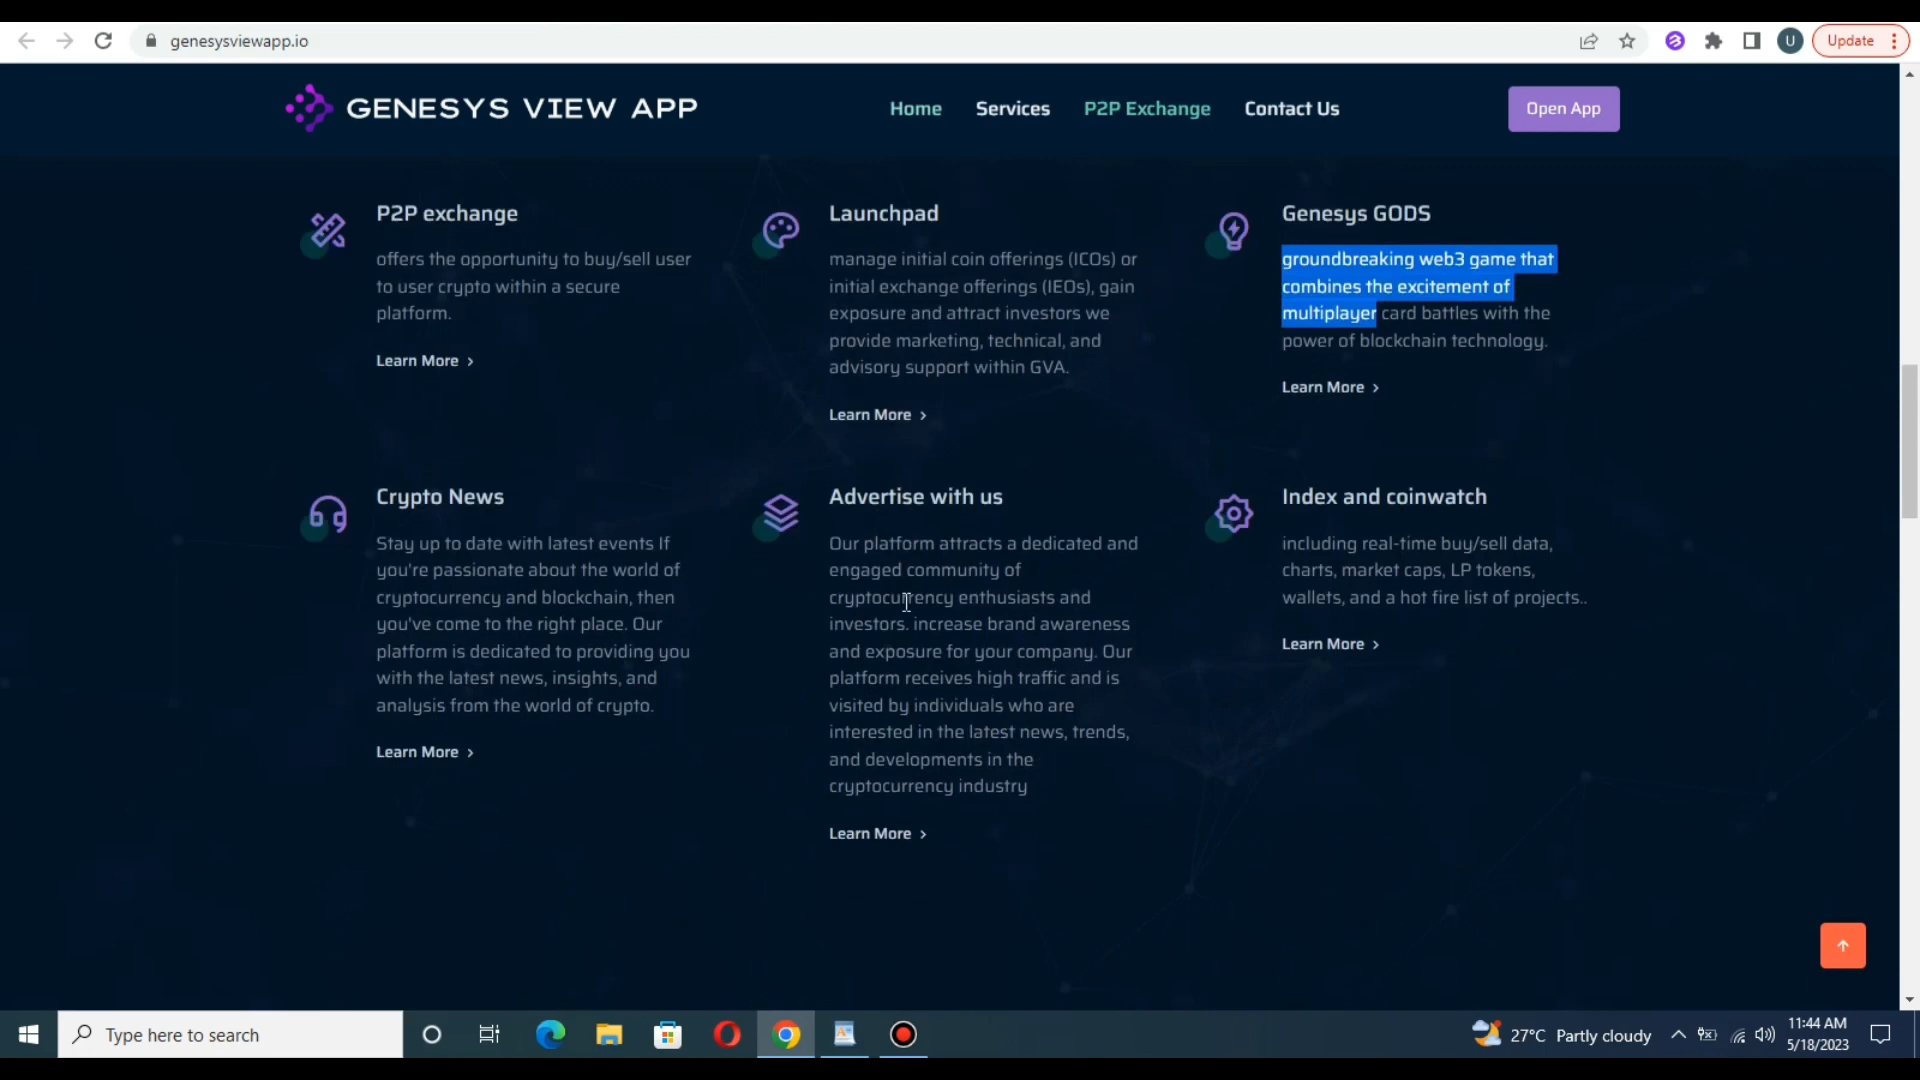 genesysviewapp.io
U
Update
GENESYS VIEW APP
Home
Services
P2P Exchange
Contact Us
Open App
P2P exchange
offers the opportunity to buy/sell user
to user crypto within a secure
platform.
Learn More >
Launchpad
manage initial coin offerings (ICOs) or
initial exchange offerings (IEOs), gain
exposure and attract investors we
provide marketing, technical, and
advisory support within GVA.
Learn More >
Genesys GODS
groundbreaking web3 game that
combines the excitement of
multiplayer card battles with the
power of blockchain technology.
Learn More >
Crypto News
Stay up to date with latest events If
you're passionate about the world of
cryptocurrency and blockchain, then
you've come to the right place. Our
platform is dedicated to providing you
with the latest news, insights, and
analysis from the world of crypto.
Learn More >
Advertise with us
Our platform attracts a dedicated and
engaged community of
cryptocurrency enthusiasts and
investors. increase brand awareness
and exposure for your company. Our
platform receives high traffic and is
visited by individuals who are
interested in the latest news, trends,
and developments in the
cryptocurrency industry
Learn More >
Index and coinwatch
including real-time buy/sell data,
charts, market caps, LP tokens,
wallets, and a hot fire list of projects..
Learn More >
Type here to search
27°C Partly cloudy
11:44 AM
5/18/2023